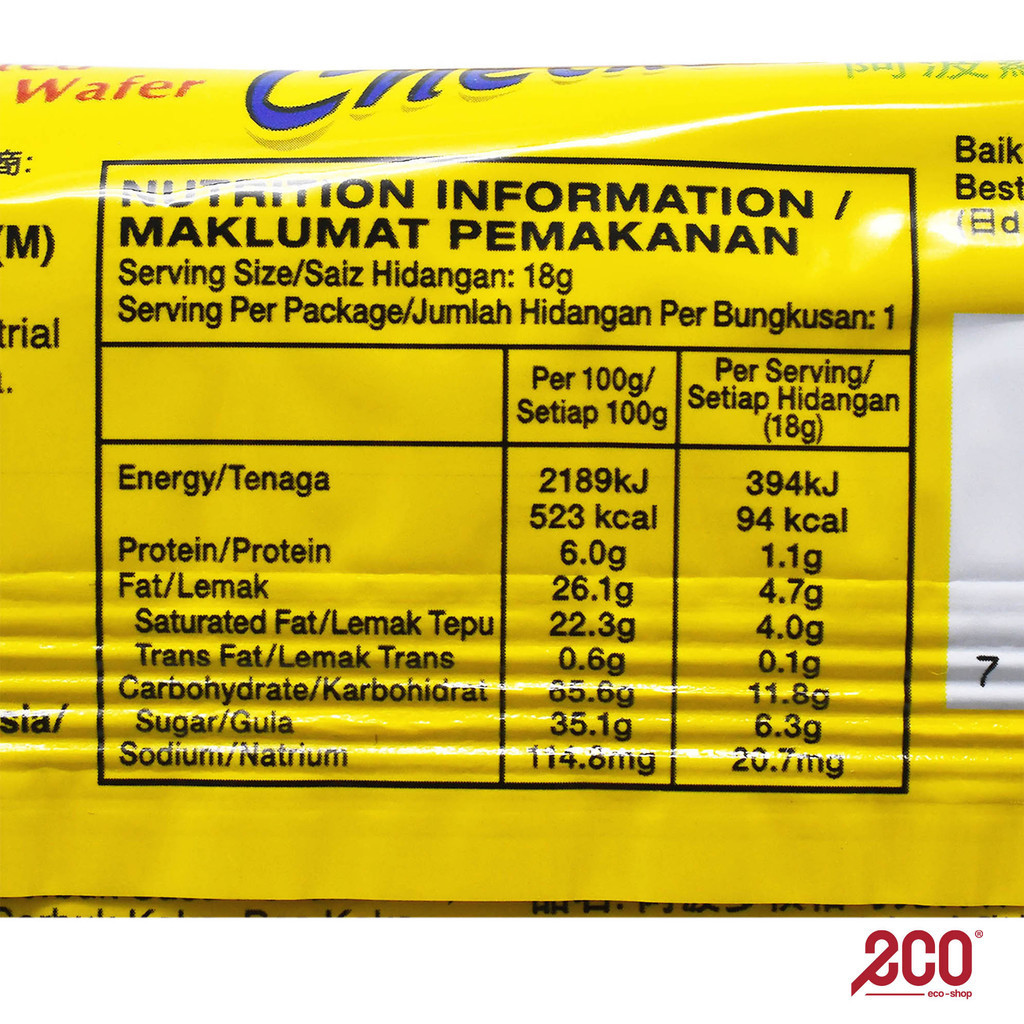 Wafer
商:
(M)
trial
sia/
NUTRITION INFORMATION /
MAKLUMAT PEMAKANAN
Serving Size/Saiz Hidangan: 18g
Serving Per Package/Jumlah Hidangan Per Bungkusan: 1
Per 100g/
Setiap 100g
Per Serving/
Setiap Hidangan
(18g)
Energy/Tenaga 2189kJ 394kJ
523 kcal 94 kcal
Protein/Protein 6.0g 1.1g
Fat/Lemak 26.1g 4.7g
Saturated Fat/Lemak Tepu 22.3g 4.0g
Trans Fat/Lemak Trans 0.6g 0.1g
Carbohydrate/Karbohidrat 65.6g 11.8g
Sugar/Gula 35.1g 6.3g
Sodium/Natrium 114.8mg 20.7mg
Baik
Best
(日d
7
eco®
eco-shop